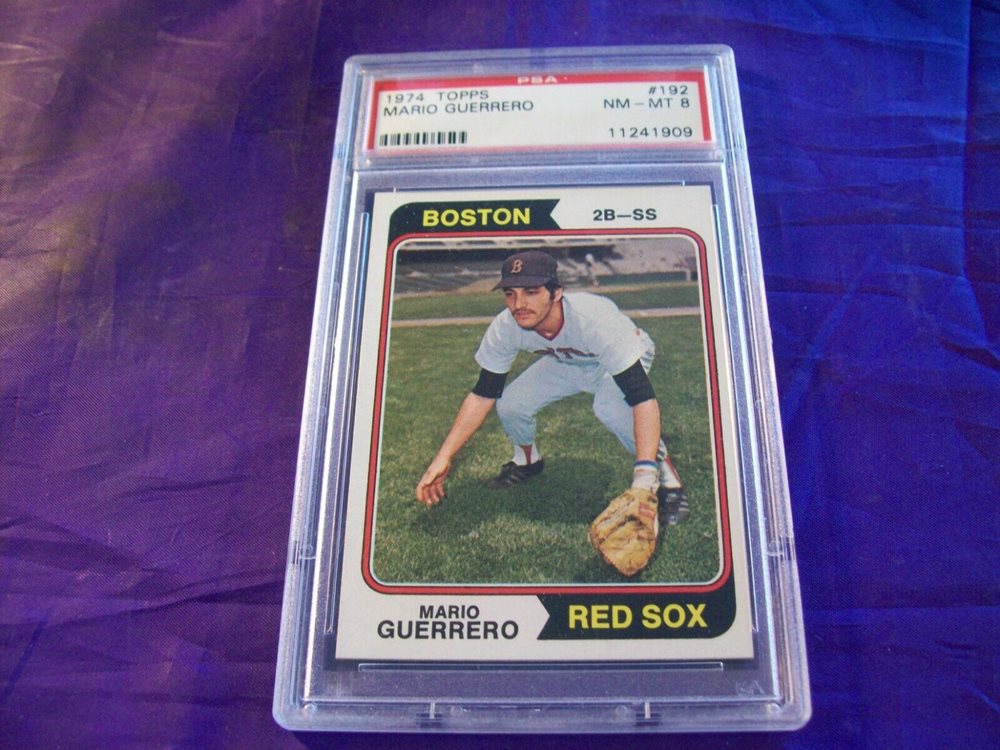 PSA
1974 TOPPS #192
MARIO GUERRERO NM - MT 8
11241909
BOSTON 2B—SS
B
MARIO
GUERRERO
RED SOX